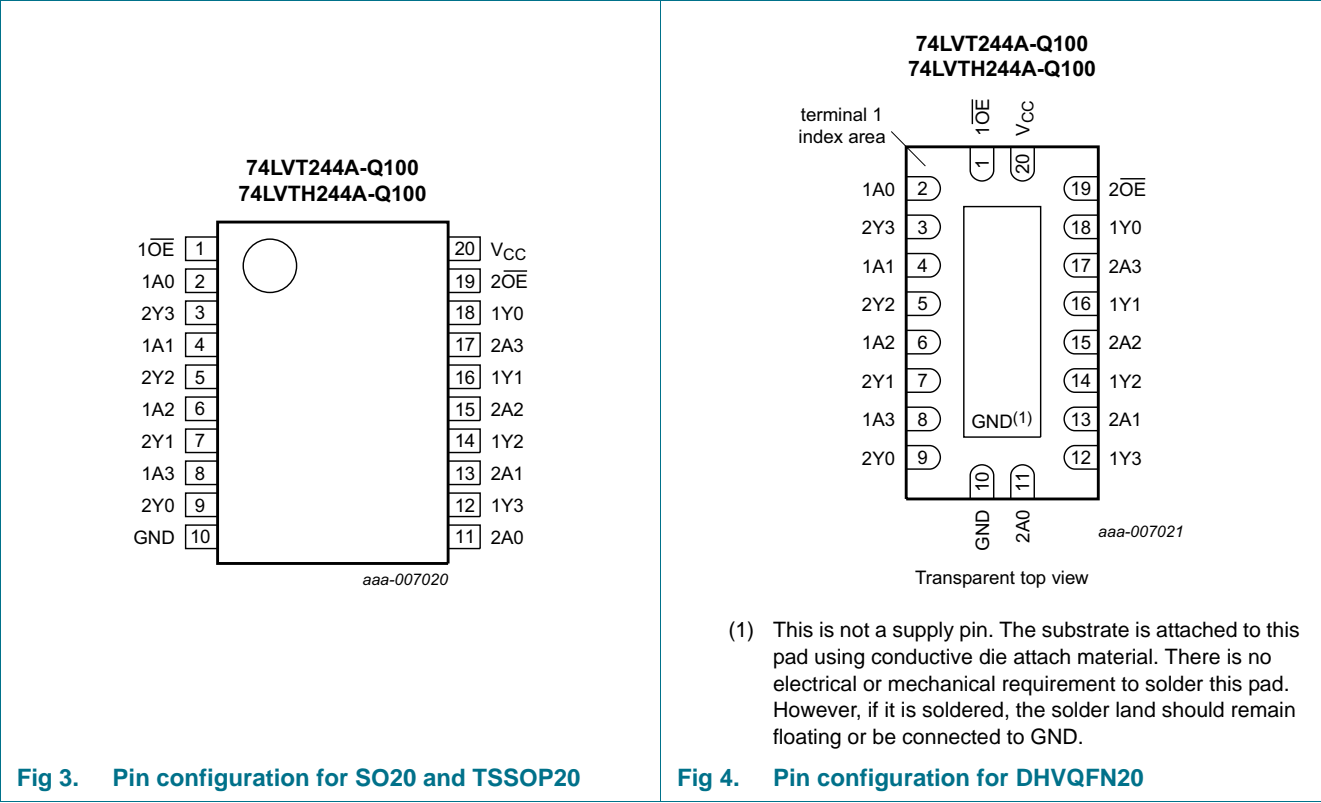 74LVT244A-Q100
74LVTH244A-Q100
1OE 1
1A0 2
2Y3 3
1A1 4
2Y2 5
1A2 6
2Y1 7
1A3 8
2Y0 9
GND 10
20 VCC
19 2OE
18 1Y0
17 2A3
16 1Y1
15 2A2
14 1Y2
13 2A1
12 1Y3
11 2A0
aaa-007020
Fig 3. Pin configuration for SO20 and TSSOP20
74LVT244A-Q100
74LVTH244A-Q100
terminal 1
index area
1OE
VCC
1
20
1A0 2
2Y3 3
1A1 4
2Y2 5
1A2 6
2Y1 7
1A3 8
2Y0 9
19 2OE
18 1Y0
17 2A3
16 1Y1
15 2A2
14 1Y2
13 2A1
12 1Y3
GND(1)
10
11
GND
2A0
aaa-007021
Transparent top view
(1) This is not a supply pin. The substrate is attached to this
pad using conductive die attach material. There is no
electrical or mechanical requirement to solder this pad.
However, if it is soldered, the solder land should remain
floating or be connected to GND.
Fig 4. Pin configuration for DHVQFN20